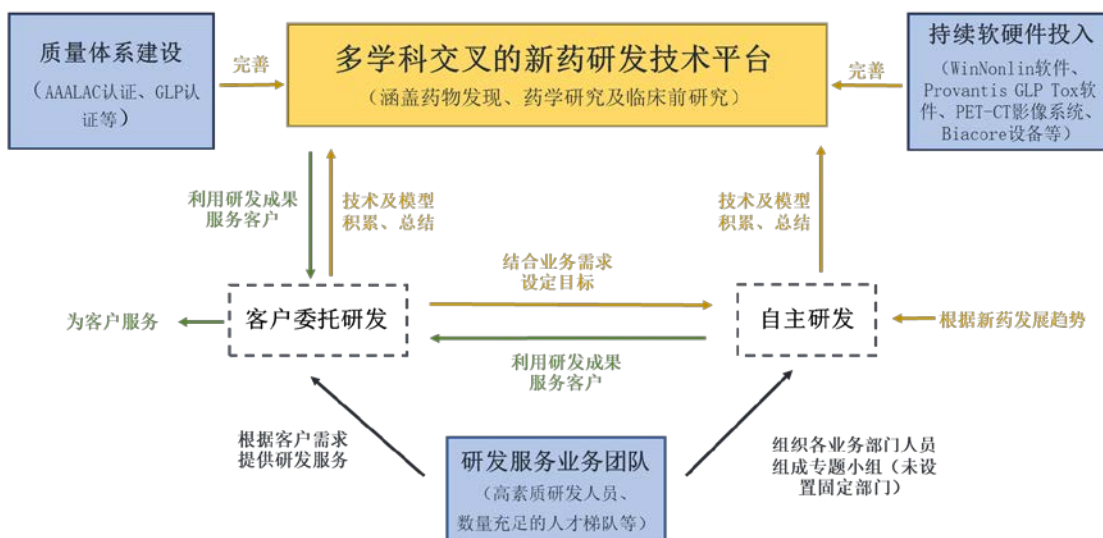 质量体系建设
（AAALAC认证、GLP认
证等）
完善
多学科交叉的新药研发技术平台
（涵盖药物发现、药学研究及临床前研究）
完善
持续软硬件投入
（WinNonlin软件、
Provantis GLP Tox软
件、PET-CT影像系统、
Biacore设备等）
利用研发成果
服务客户
技术及模型
积累、总结
技术及模型
积累、总结
结合业务需求
设定目标
为客户服务
客户委托研发
自主研发
根据新药发展趋势
利用研发成果
服务客户
根据客户需求
提供研发服务
研发服务业务团队
（高素质研发人员、
数量充足的人才梯队等）
组织各业务部门人员
组成专题小组（未设
置固定部门）